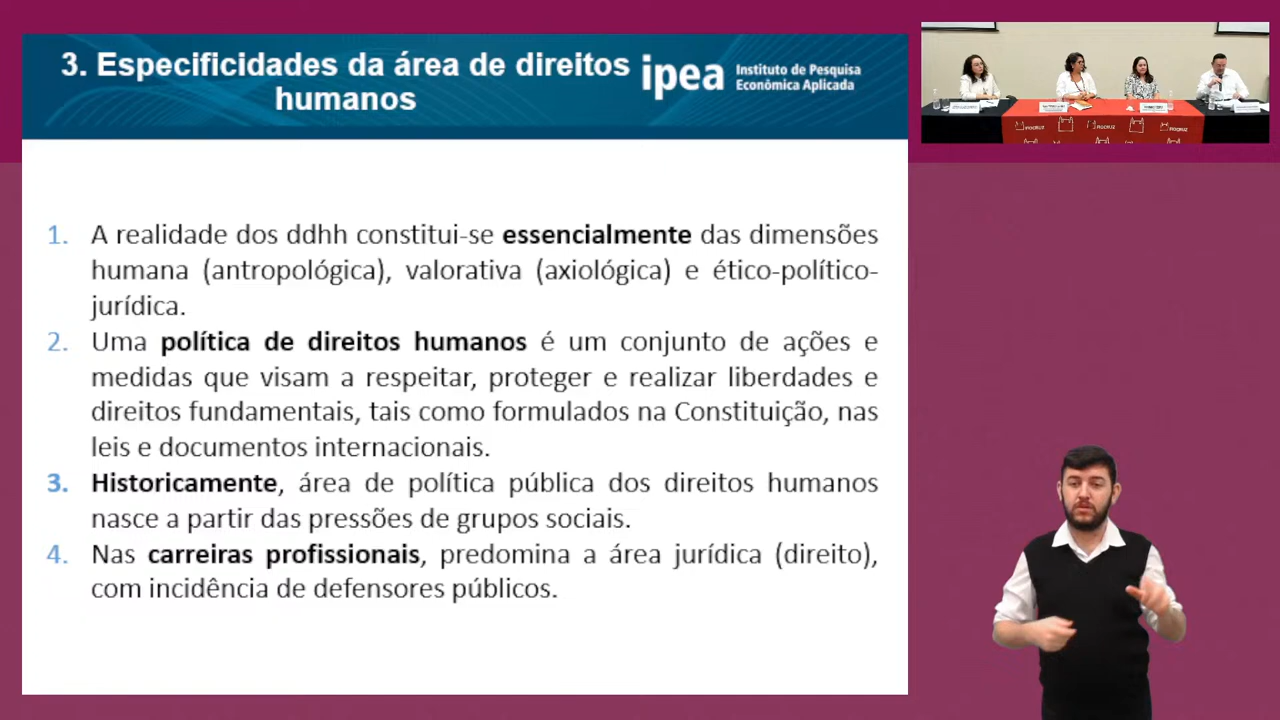 3. Especificidades da área de direitos
humanos
ipea
Instituto de Pesquisa
Econômica Aplicada
1. A realidade dos ddhh constitui-se essencialmente das dimensões
humana (antropológica), valorativa (axiológica) e ético-político-
jurídica.
2. Uma política de direitos humanos é um conjunto de ações e
medidas que visam a respeitar, proteger e realizar liberdades e
direitos fundamentais, tais como formulados na Constituição, nas
leis e documentos internacionais.
3. Historicamente, área de política pública dos direitos humanos
nasce a partir das pressões de grupos sociais.
4. Nas carreiras profissionais, predomina a área jurídica (direito),
com incidência de defensores públicos.
FIOCRUZ
FIOCRUZ
FIOCRUZ